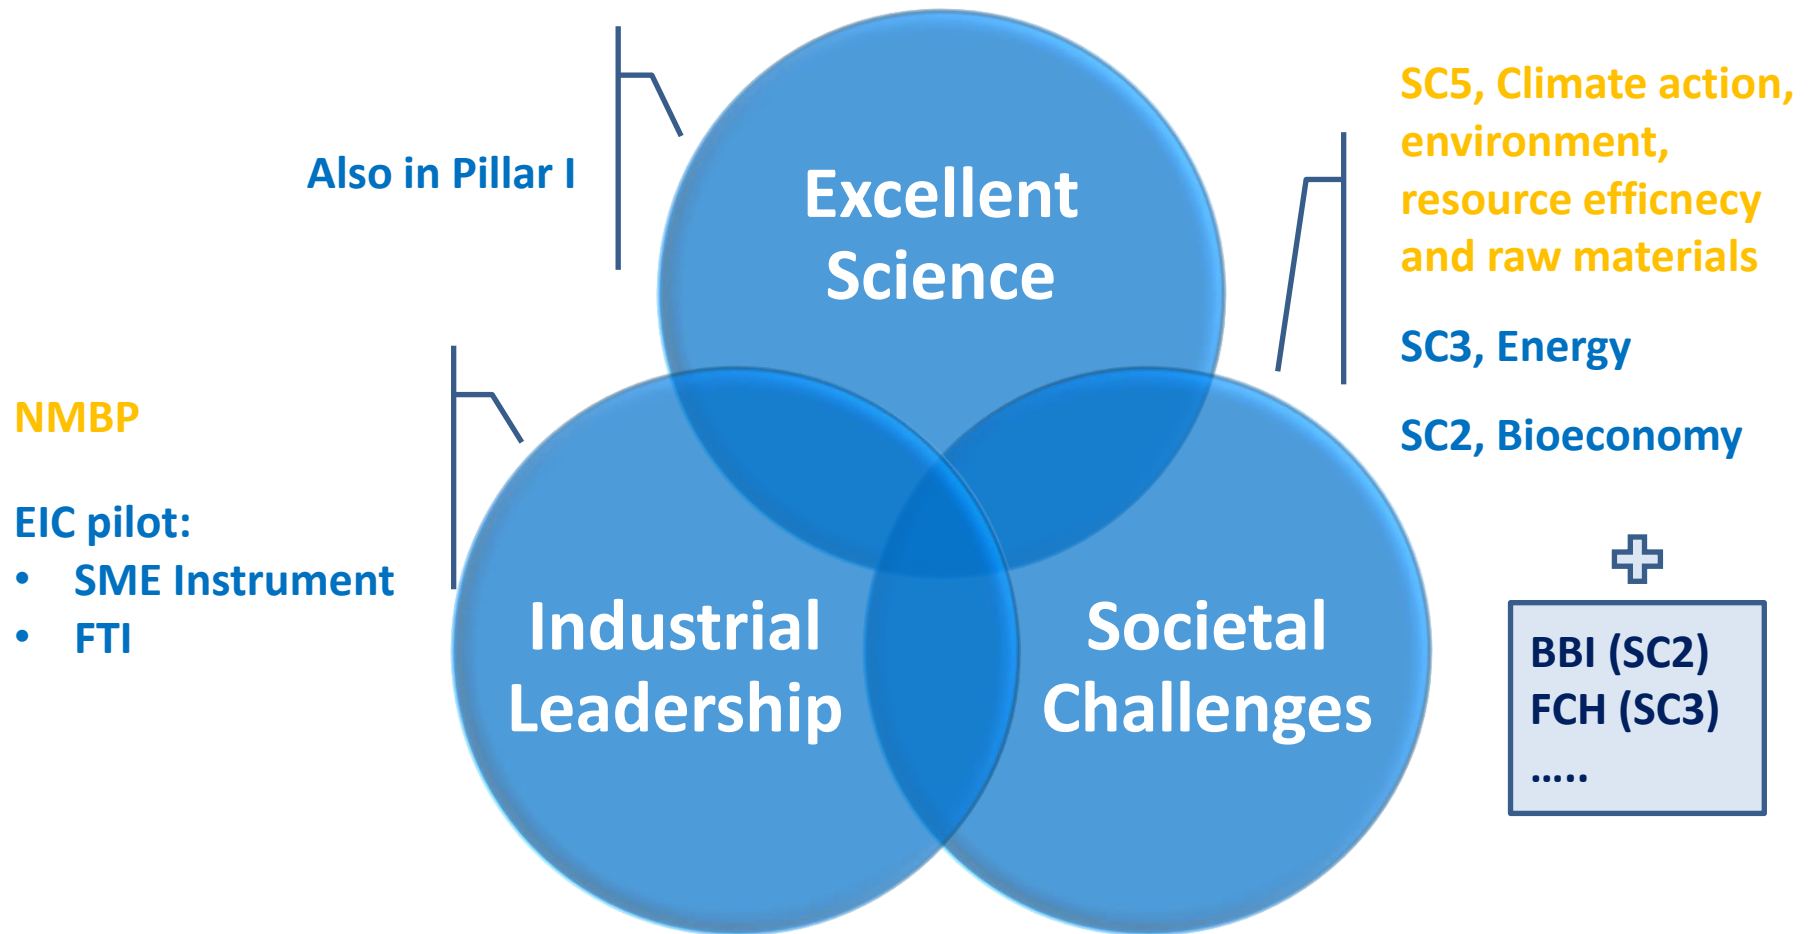 Also in Pillar I
Excellent
Science
SC5, Climate action,
environment,
resource efficnecy
and raw materials
SC3, Energy
SC2, Bioeconomy
NMBP
EIC pilot:
• SME Instrument
• FTI
Industrial
Leadership
Societal
Challenges
BBI (SC2)
FCH (SC3)
.....